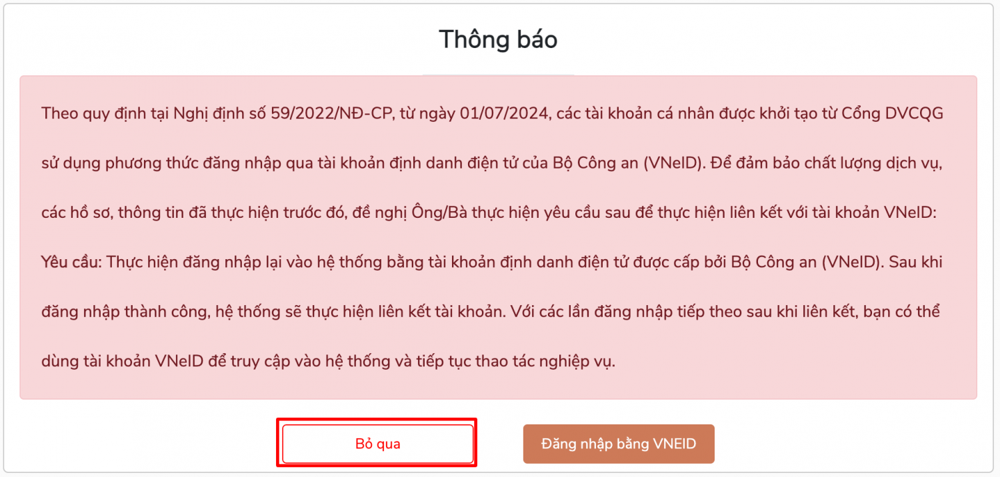 Thông báo
Theo quy định tại Nghị định số 59/2022/NĐ-CP, từ ngày 01/07/2024, các tài khoản cá nhân được khởi tạo từ Cổng DVCQG
sử dụng phương thức đăng nhập qua tài khoản định danh điện tử của Bộ Công an (VNeID). Để đảm bảo chất lượng dịch vụ,
các hồ sơ, thông tin đã thực hiện trước đó, đề nghị Ông/Bà thực hiện yêu cầu sau để thực hiện liên kết với tài khoản VNeID:
Yêu cầu: Thực hiện đăng nhập lại vào hệ thống bằng tài khoản định danh điện tử được cấp bởi Bộ Công an (VNeID). Sau khi
đăng nhập thành công, hệ thống sẽ thực hiện liên kết tài khoản. Với các lần đăng nhập tiếp theo sau khi liên kết, bạn có thể
dùng tài khoản VNeID để truy cập vào hệ thống và tiếp tục thao tác nghiệp vụ.
Bỏ qua
Đăng nhập bằng VNEID